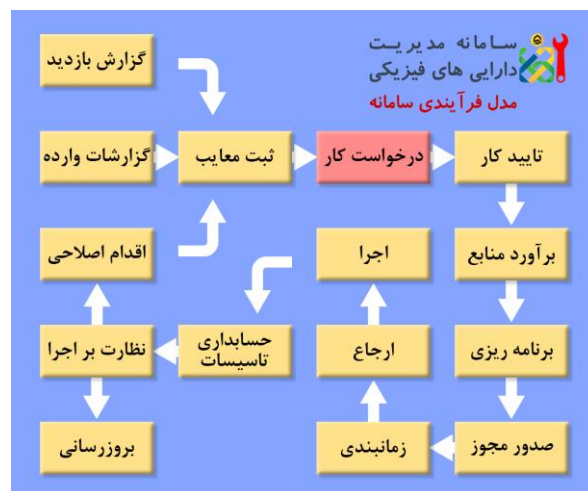 سامانه مدیریت
دارایی های فیزیکی
مدل فرآیندی سامانه
گزارش بازدید
گزارشات وارده
ثبت معایب
درخواست کار
تایید کار
اقدام اصلاحی
اجرا
برآورد منابع
نظارت بر اجرا
حسابداری
تاسیسات
ارجاع
برنامه ریزی
بروزرسانی
زمانبندی
صدور مجوز